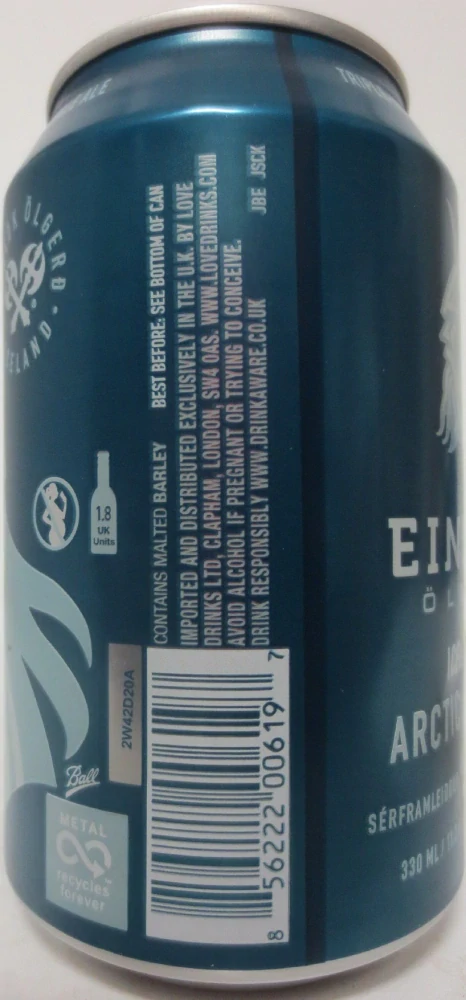 ALE
ÖLGERÐ
1.8
UK
Units
CONTAINS MALTED BARLEY BEST BEFORE: SEE BOTTOM OF CAN
IMPORTED AND DISTRIBUTED EXCLUSIVELY IN THE U.K. BY LOVE
DRINKS LTD, CLAPHAM, LONDON, SW4 0AS. WWW.LOVEDRINKS.COM
AVOID ALCOHOL IF PREGNANT OR TRYING TO CONCEIVE.
DRINK RESPONSIBLY WWW.DRINKAWARE.CO.UK JBE JSCK
2W42D20A
Ball
METAL
recycles
forever
8 56222 00619 7
EIN
ÖL
ARCTI
330 ML /